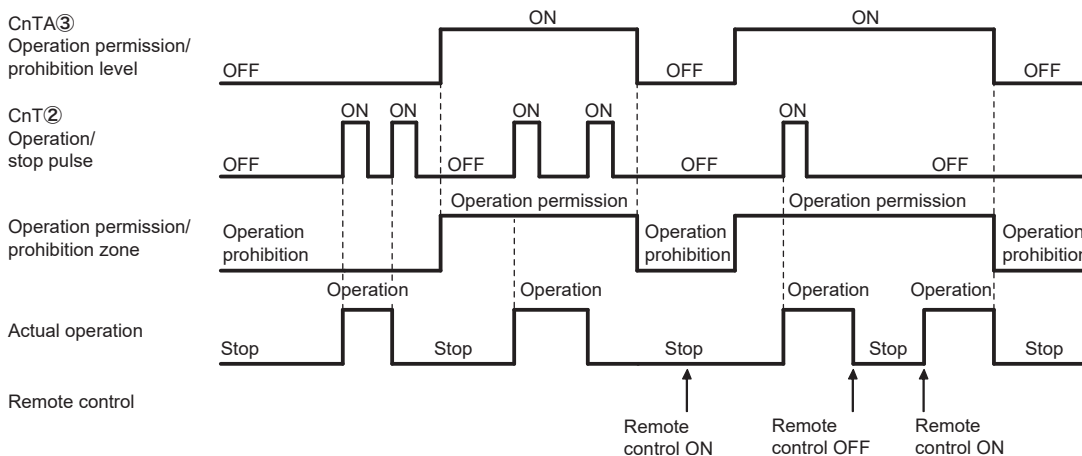 CnTA③
Operation permission/
prohibition level
OFF
ON
OFF
ON
OFF
CnT②
Operation/
stop pulse
OFF
ON
ON
OFF
ON
ON
OFF
ON
OFF
Operation permission/
prohibition zone
Operation
prohibition
Operation permission
Operation
prohibition
Operation permission
Operation
prohibition
Actual operation
Stop
Operation
Stop
Operation
Stop
Operation
Stop
Operation
Stop
Remote control
Remote
control ON
Remote
control OFF
Remote
control ON